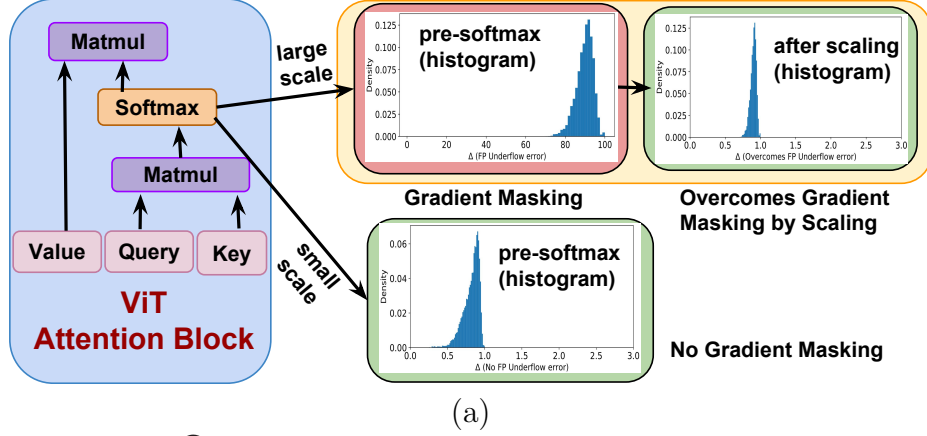 Matmul
Softmax
Matmul
Value
Query
Key
ViT
Attention Block
large
scale
small
scale
pre-softmax
(histogram)
Density
0.125
0.100
0.075
0.050
0.025
0.000
0 20 40 60 80 100
Δ (FP Underflow error)
Gradient Masking
after scaling
(histogram)
Density
0.125
0.100
0.075
0.050
0.025
0.000
0.0 0.5 1.0 1.5 2.0 2.5 3.0
Δ (Overcomes FP Underflow error)
Overcomes Gradient
Masking by Scaling
pre-softmax
(histogram)
Density
0.06
0.04
0.02
0.00
0.0 0.5 1.0 1.5 2.0 2.5 3.0
Δ (No FP Underflow error)
No Gradient Masking
(a)